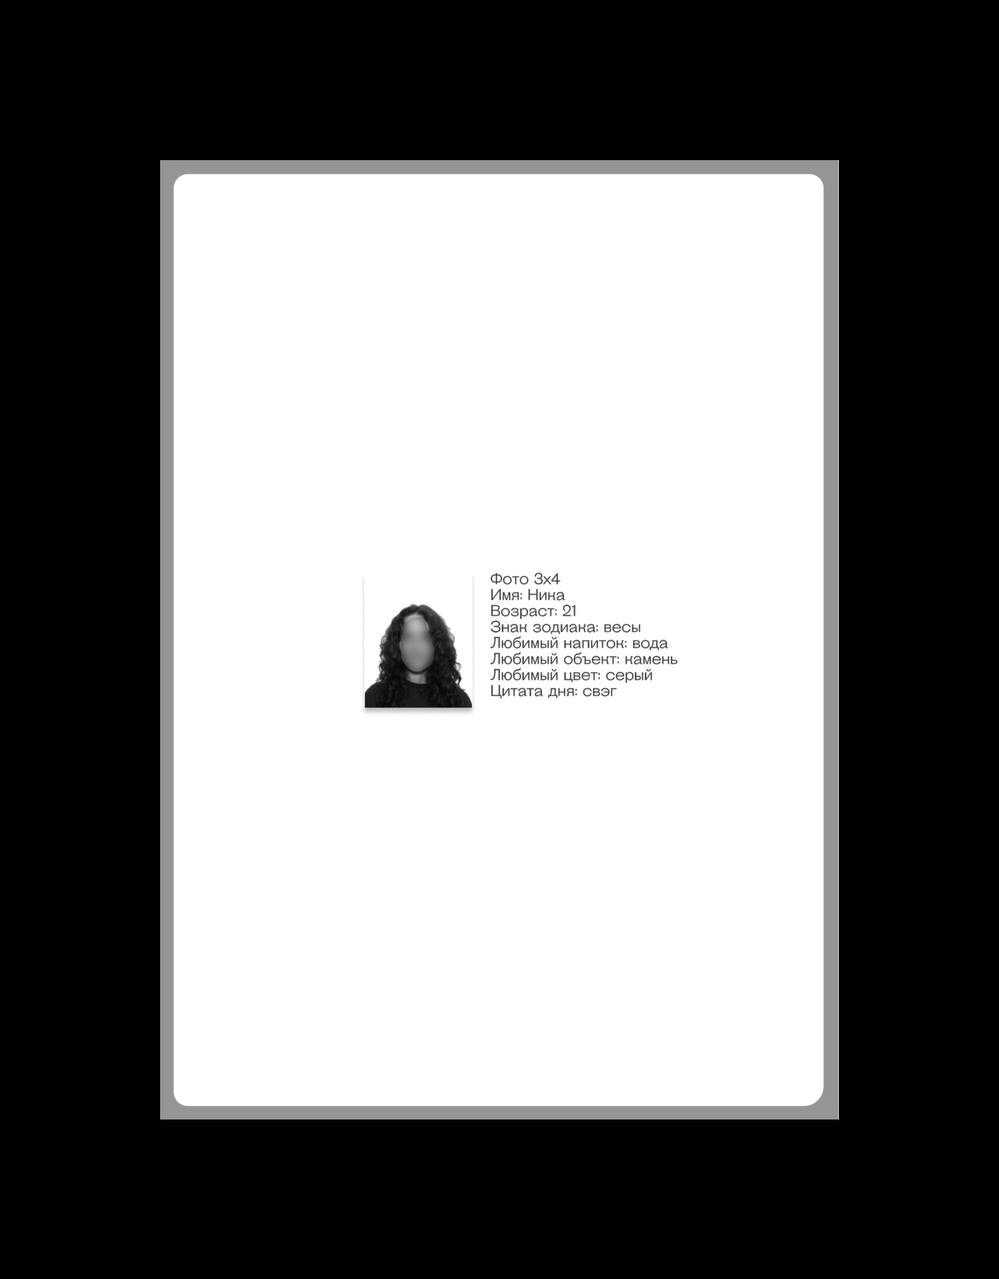 Фото 3х4
Имя: Ника
Возраст: 21
Знак зодиака: весы
Любимый напиток: вода
Любимый объект: камень
Любимый цвет: серый
Цитата дня: свэг